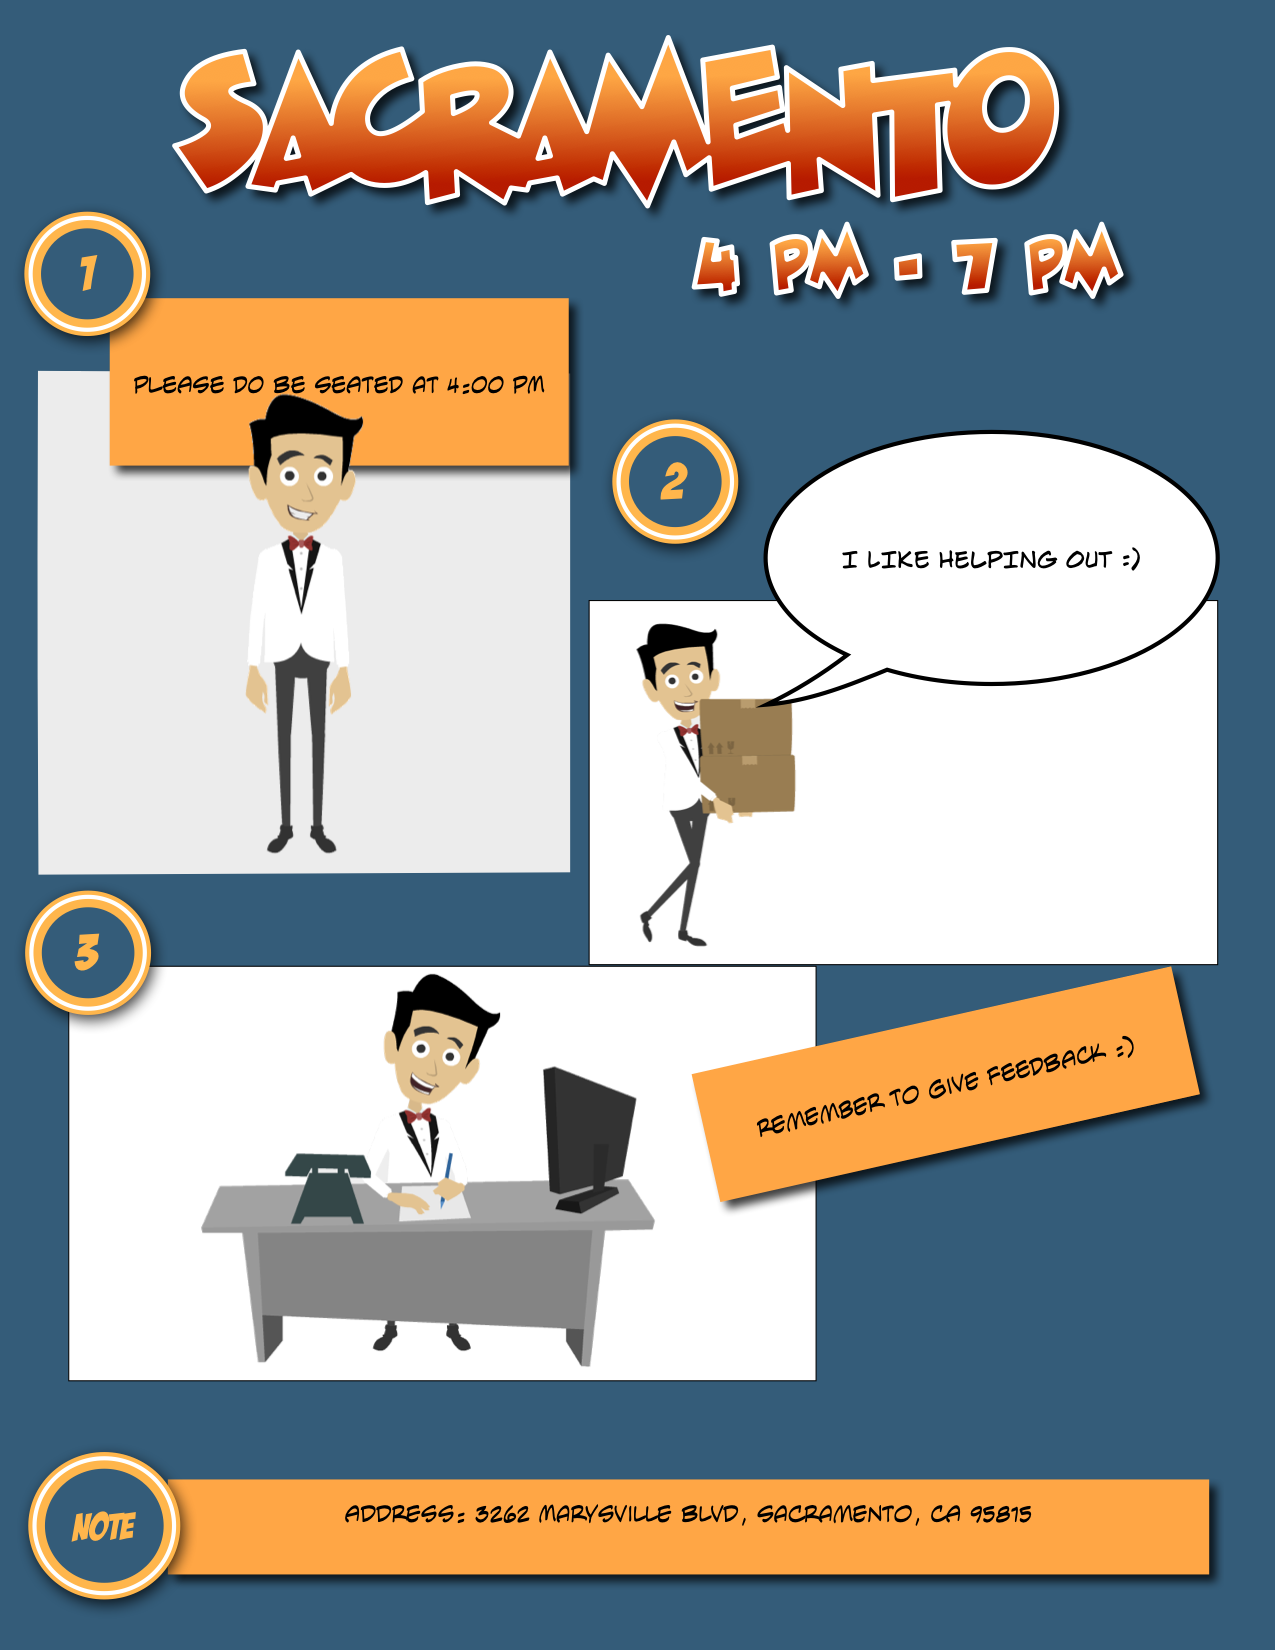 SACRAMENTO
4 PM - 7 PM
1
PLEASE DO BE SEATED AT 4:00 PM
2
I LIKE HELPING OUT :)
3
REMEMBER TO GIVE FEEDBACK :)
NOTE
ADDRESS: 3262 MARYSVILLE BLVD, SACRAMENTO, CA 95815